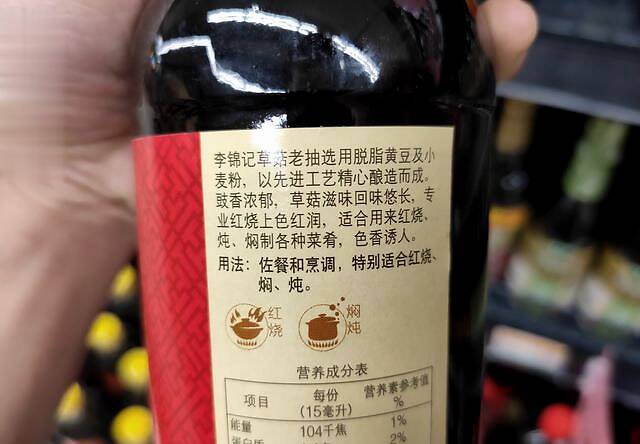 李锦记草菇老抽选用脱脂黄豆及小
麦粉，以先进工艺精心酿造而成。
豉香浓郁，草菇滋味回味悠长，专
业红烧上色红润，适合用来红烧、
炖、焖制各种菜肴，色香诱人。
用法：佐餐和烹调，特别适合红烧、
焖、炖。
红烧
焖炖
营养成分表
项目 每份(15毫升) 营养素参考值%
能量 104千焦 1%
蛋白质 2%